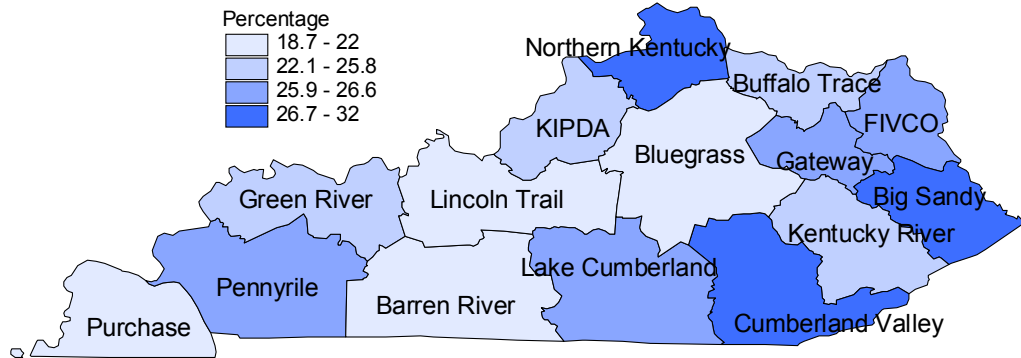 Percentage
18.7 - 22
22.1 - 25.8
25.9 - 26.6
26.7 - 32
Northern Kentucky
Buffalo Trace
KIPDA
FIVCO
Bluegrass
Gateway
Green River
Lincoln Trail
Big Sandy
Kentucky River
Lake Cumberland
Pennyrile
Barren River
Purchase
Cumberland Valley